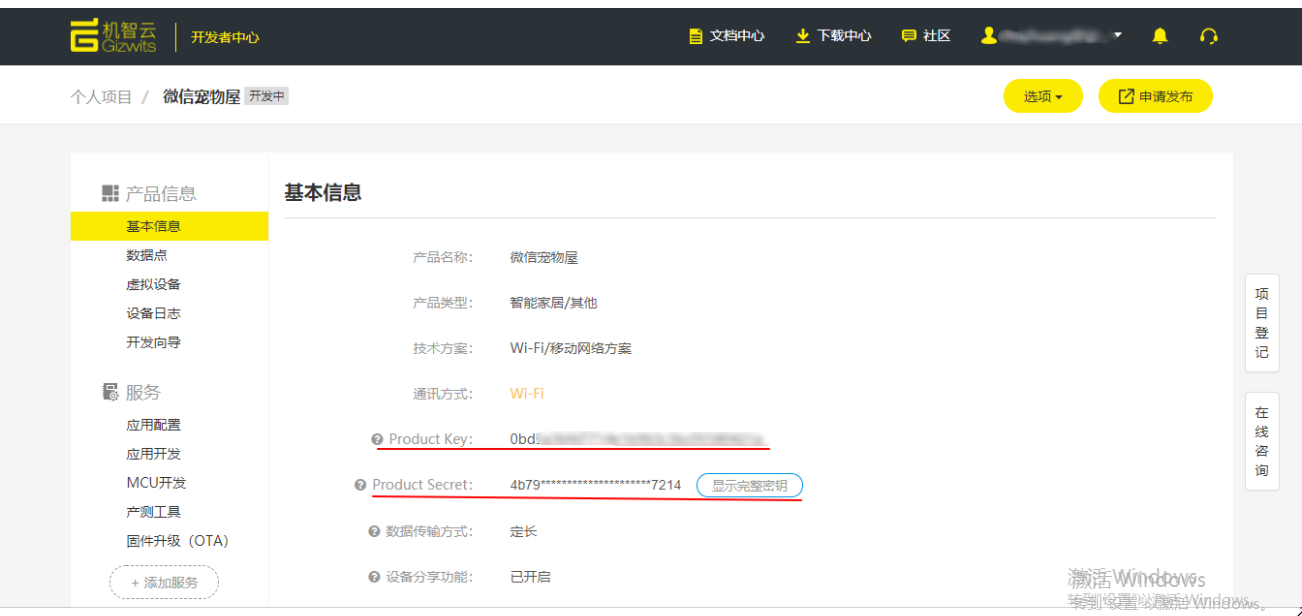 机智云 Gizwits 开发者中心 文档中心 下载中心 社区
个人项目 / 微信宠物屋 开发中 选项 申请发布
产品信息
基本信息
数据点
虚拟设备
设备日志
开发向导
服务
应用配置
应用开发
MCU开发
产测工具
固件升级（OTA）
+ 添加服务
基本信息
产品名称： 微信宠物屋
产品类型： 智能家居/其他
技术方案： Wi-Fi/移动网络方案
通讯方式： Wi-Fi
Product Key： 0bd
Product Secret： 4b79*********************7214 显示完整密钥
数据传输方式： 定长
设备分享功能： 已开启
项目登记
在线咨询
激活 Windows
转到"设置"以激活 Windows。